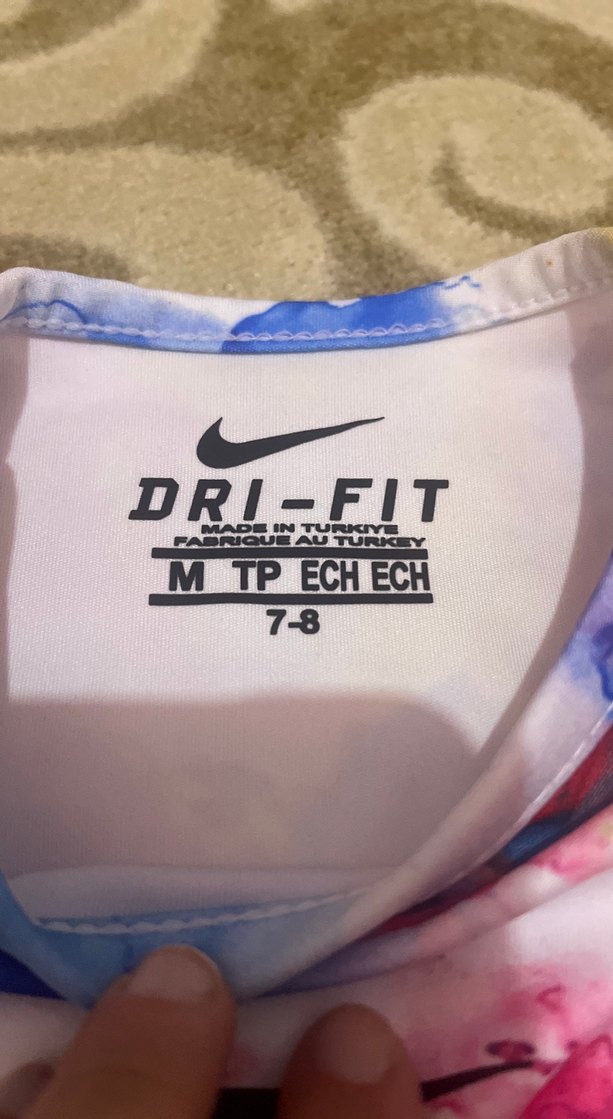 DRI-FIT
MADE IN TURKIYE
FABRIQUE AU TURKEY
M TP ECH ECH
7-8